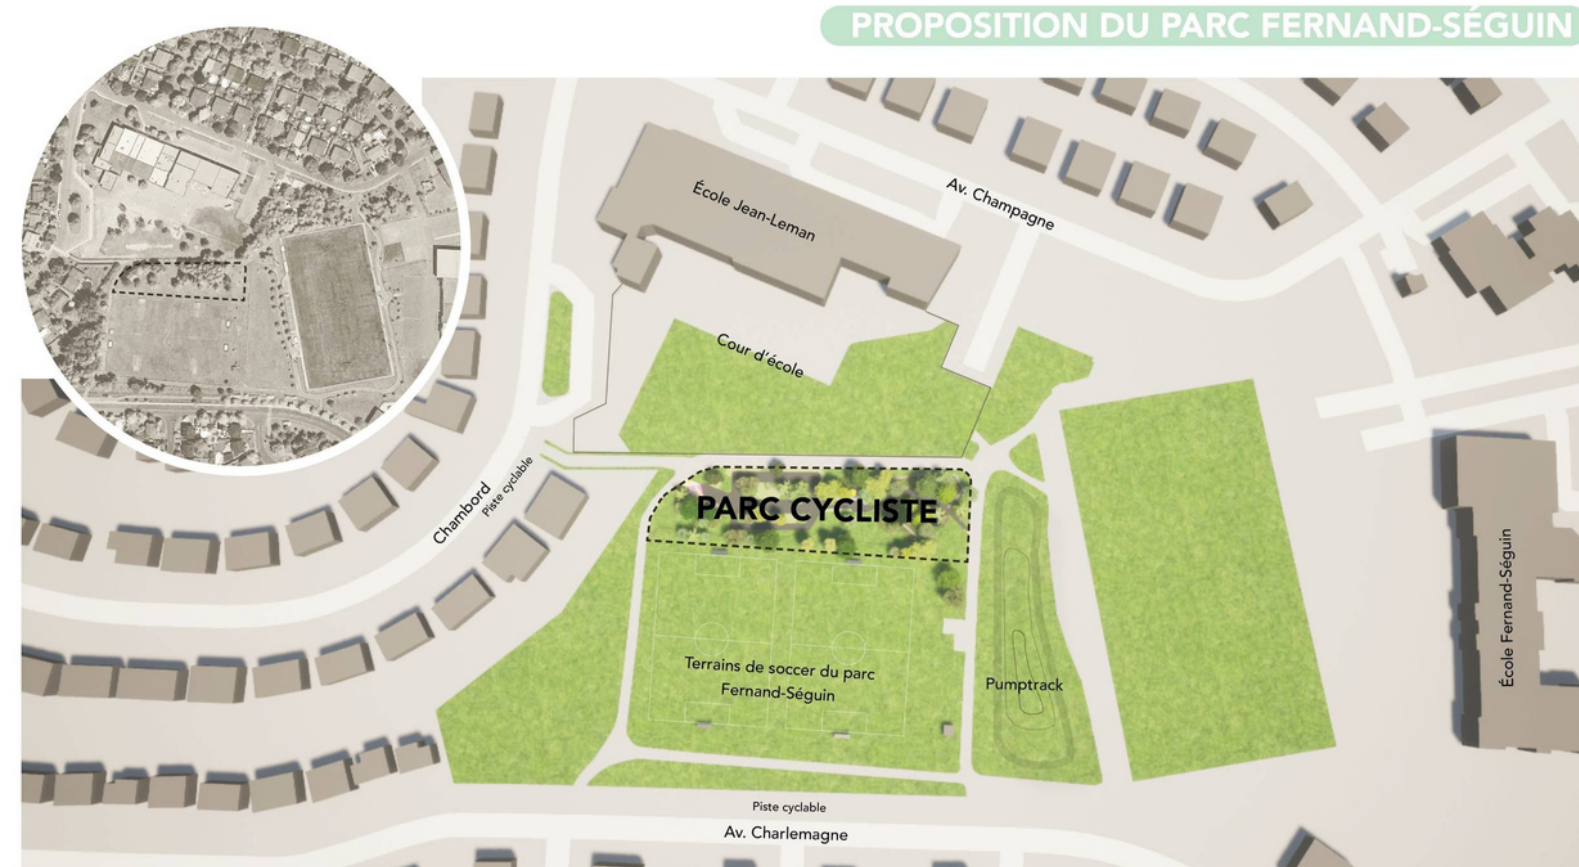 PROPOSITION DU PARC FERNAND-SÉGUIN
Av. Champagne
École Jean-Leman
Cour d'école
Chambord
Piste cyclable
PARC CYCLISTE
Terrains de soccer du parc
Fernand-Séguin
Pumptrack
École Fernand-Séguin
Piste cyclable
Av. Charlemagne